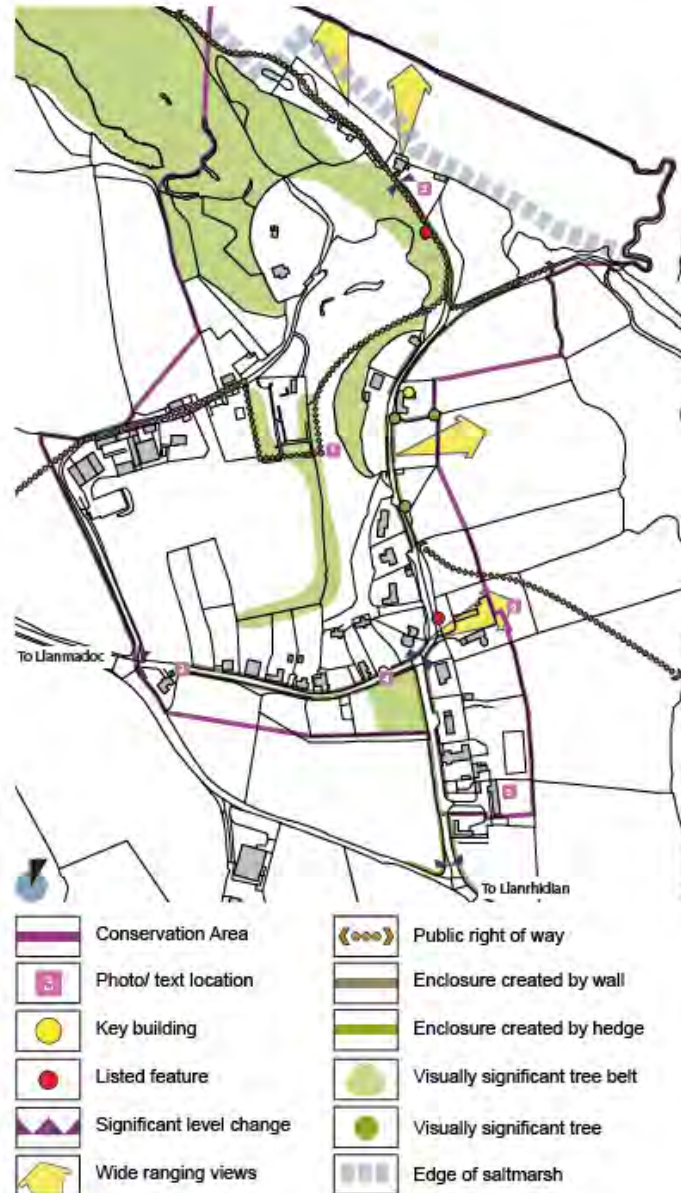 To Llanmadoc
To Llanrhidian
Conservation Area
Photo/ text location
Key building
Listed feature
Significant level change
Wide ranging views
Public right of way
Enclosure created by wall
Enclosure created by hedge
Visually significant tree belt
Visually significant tree
Edge of saltmarsh